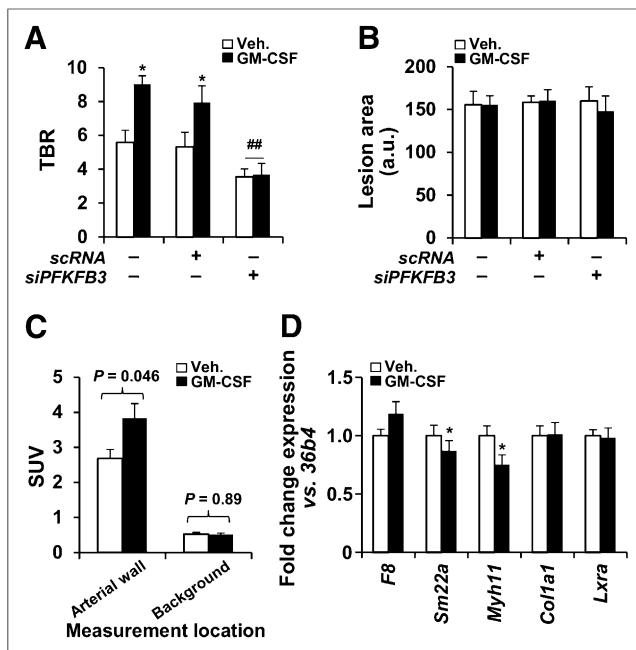 A
Veh.
GM-CSF
10
8
6
4
2
0
TBR
*
*
##
scRNA – + –
siPFKFB3 – – +
B
Veh.
GM-CSF
200
150
100
50
0
Lesion area
(a.u.)
scRNA – + –
siPFKFB3 – – +
C
Veh.
GM-CSF
P = 0.046
P = 0.89
5
4
3
2
1
0
SUV
Arterial wall
Background
Measurement location
D
Veh.
GM-CSF
1.5
1.0
0.5
0
Fold change expression
vs. 36b4
*
*
F8
Sm22a
Myh11
Col1a1
Lxra